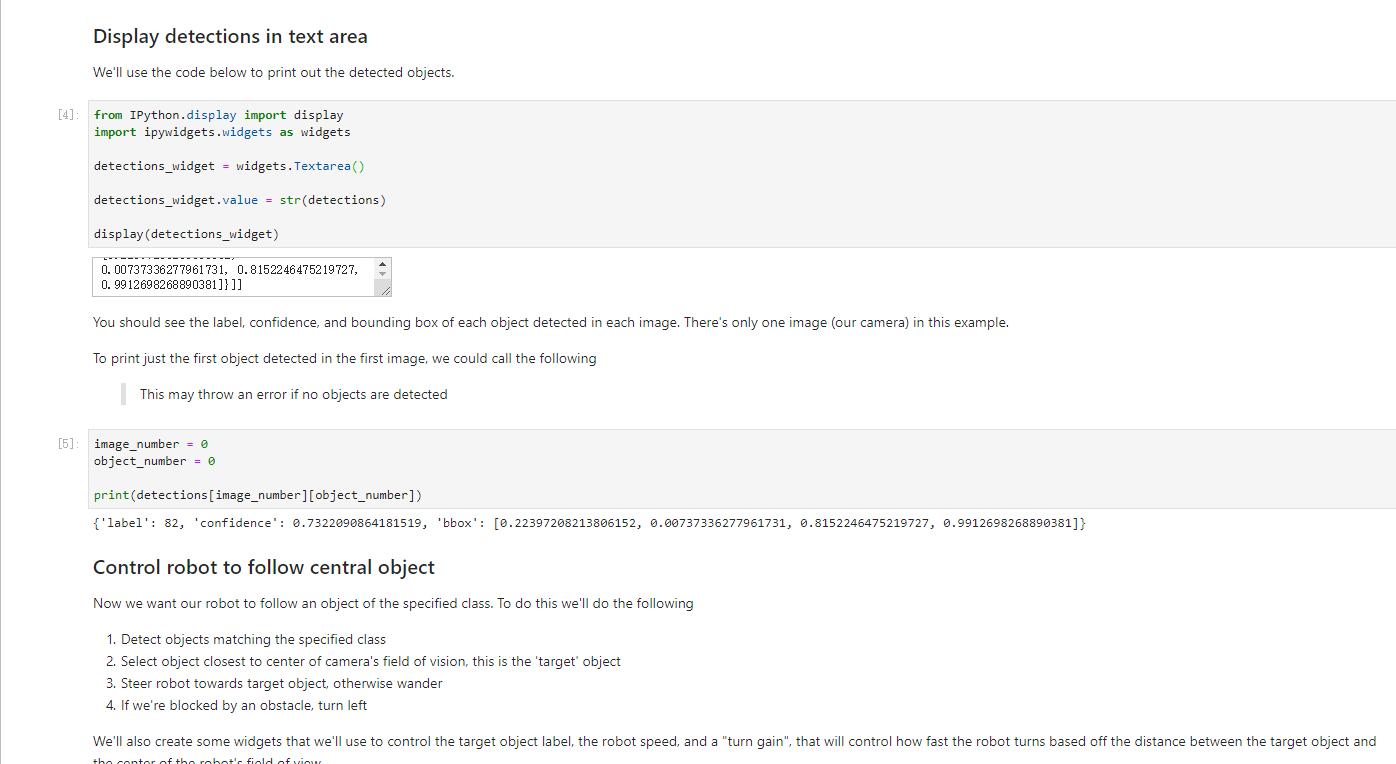 Display detections in text area
We'll use the code below to print out the detected objects.
[4]:
from IPython.display import display
import ipywidgets.widgets as widgets
detections_widget = widgets.Textarea()
detections_widget.value = str(detections)
display(detections_widget)
0.00737336277961731, 0.8152246475219727,
0.9912698268890381]}]]
You should see the label, confidence, and bounding box of each object detected in each image. There's only one image (our camera) in this example.
To print just the first object detected in the first image, we could call the following
This may throw an error if no objects are detected
[5]:
image_number = 0
object_number = 0
print(detections[image_number][object_number])
{'label': 82, 'confidence': 0.7322090864181519, 'bbox': [0.22397208213806152, 0.00737336277961731, 0.8152246475219727, 0.9912698268890381]}
Control robot to follow central object
Now we want our robot to follow an object of the specified class. To do this we'll do the following
1. Detect objects matching the specified class
2. Select object closest to center of camera's field of vision, this is the 'target' object
3. Steer robot towards target object, otherwise wander
4. If we're blocked by an obstacle, turn left
We'll also create some widgets that we'll use to control the target object label, the robot speed, and a "turn gain", that will control how fast the robot turns based off the distance between the target object and
the center of the robot's field of view